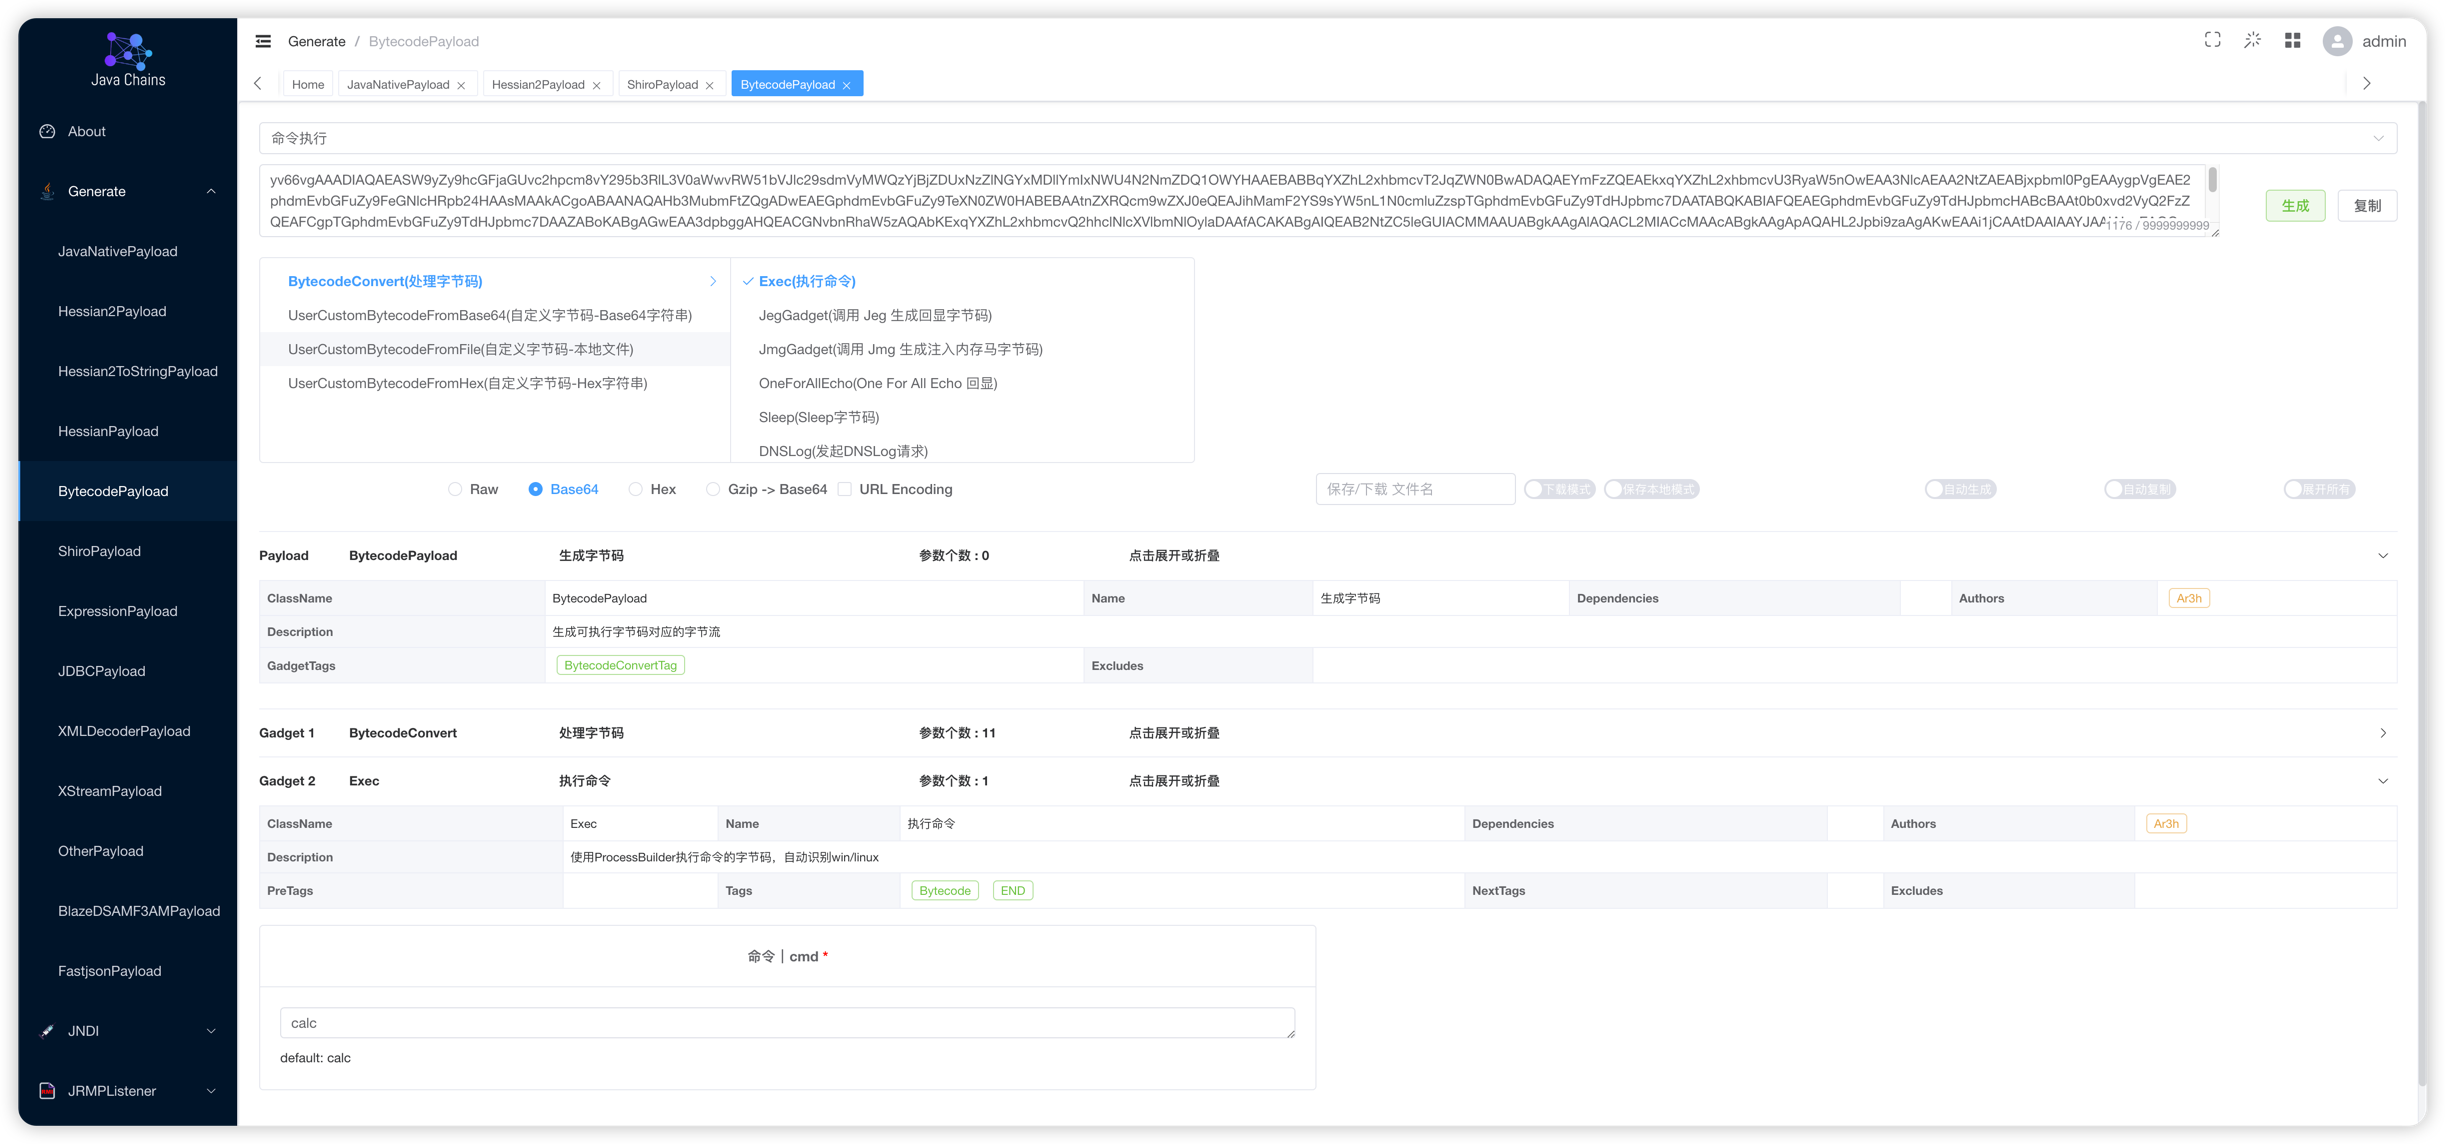 Java Chains
About
Generate
JavaNativePayload
Hessian2Payload
Hessian2ToStringPayload
HessianPayload
BytecodePayload
ShiroPayload
ExpressionPayload
JDBCPayload
XMLDecoderPayload
XStreamPayload
OtherPayload
BlazeDSAMF3AMPayload
FastjsonPayload
JNDI
JRMPListener
Generate / BytecodePayload
admin
Home JavaNativePayload Hessian2Payload ShiroPayload BytecodePayload
命令执行
1176 / 9999999999
生成 复制
BytecodeConvert(处理字节码)
UserCustomBytecodeFromBase64(自定义字节码-Base64字符串)
UserCustomBytecodeFromFile(自定义字节码-本地文件)
UserCustomBytecodeFromHex(自定义字节码-Hex字符串)
Exec(执行命令)
JegGadget(调用 Jeg 生成回显字节码)
JmgGadget(调用 Jmg 生成注入内存马字节码)
OneForAllEcho(One For All Echo 回显)
Sleep(Sleep字节码)
DNSLog(发起DNSLog请求)
Raw Base64 Hex Gzip -> Base64 URL Encoding 保存/下载 文件名 下载模式 保存本地模式 自动生成 自动复制 展开所有
Payload BytecodePayload 生成字节码 参数个数 : 0 点击展开或折叠
ClassName BytecodePayload Name 生成字节码 Dependencies Authors Ar3h
Description 生成可执行字节码对应的字节流
GadgetTags BytecodeConvertTag Excludes
Gadget 1 BytecodeConvert 处理字节码 参数个数 : 11 点击展开或折叠
Gadget 2 Exec 执行命令 参数个数 : 1 点击展开或折叠
ClassName Exec Name 执行命令 Dependencies Authors Ar3h
Description 使用ProcessBuilder执行命令的字节码，自动识别win/linux
PreTags Tags Bytecode END NextTags Excludes
命令 | cmd *
calc
default: calc